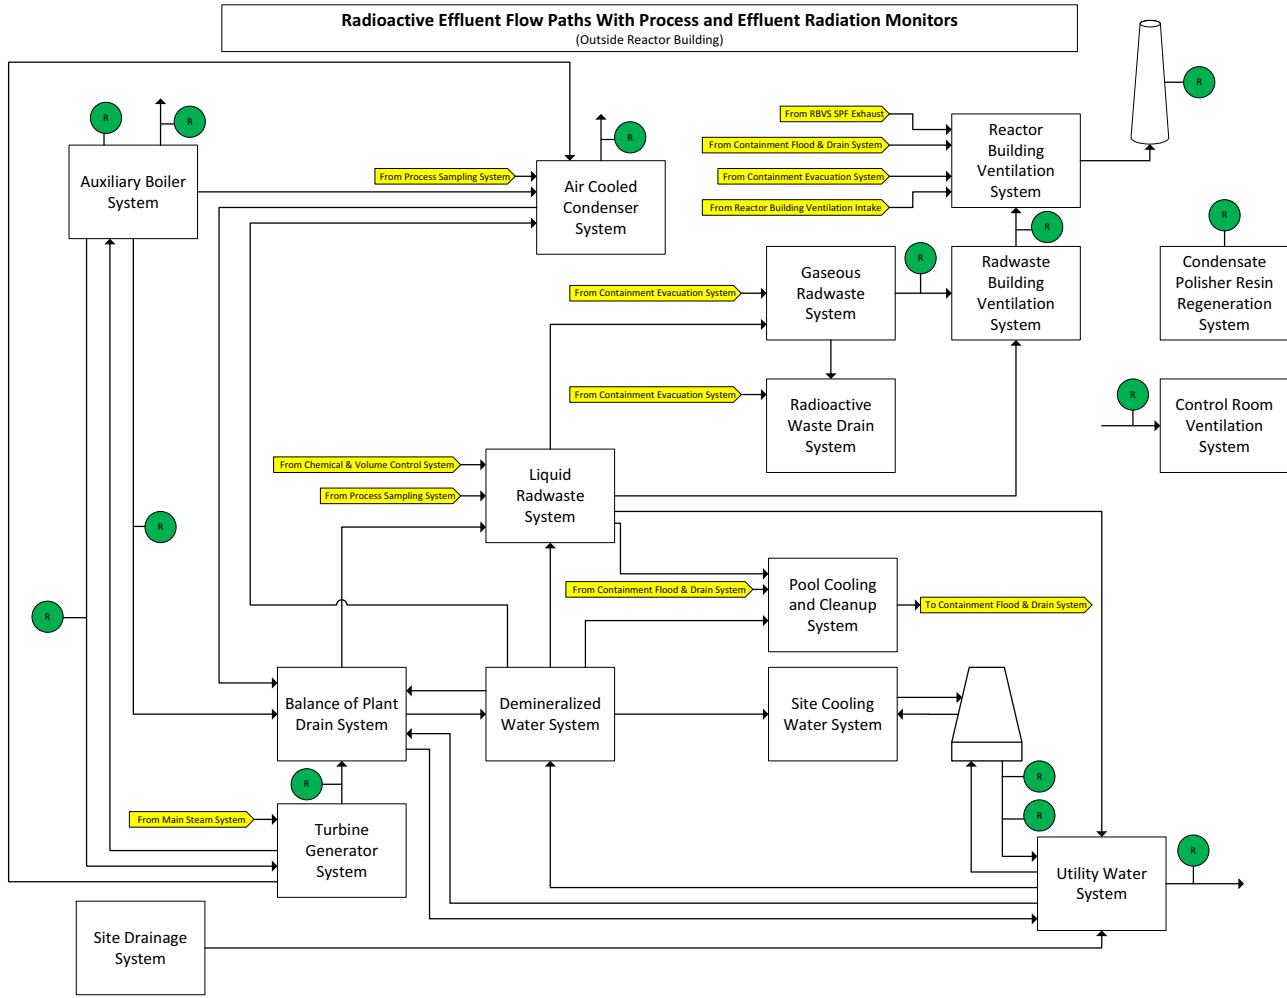 Radioactive Effluent Flow Paths With Process and Effluent Radiation Monitors
(Outside Reactor Building)
R
R
R
R
Auxiliary Boiler
System
From Process Sampling System
Air Cooled
Condenser
System
From RBVS SPF Exhaust
From Containment Flood & Drain System
From Containment Evacuation System
From Reactor Building Ventilation Intake
Reactor
Building
Ventilation
System
R
R
R
From Containment Evacuation System
Gaseous
Radwaste
System
Radwaste
Building
Ventilation
System
Condensate
Polisher Resin
Regeneration
System
From Containment Evacuation System
Radioactive
Waste Drain
System
R
Control Room
Ventilation
System
From Chemical & Volume Control System
From Process Sampling System
Liquid
Radwaste
System
R
R
From Containment Flood & Drain System
Pool Cooling
and Cleanup
System
To Containment Flood & Drain System
Balance of Plant
Drain System
Demineralized
Water System
Site Cooling
Water System
R
R
R
From Main Steam System
Turbine
Generator
System
R
Utility Water
System
Site Drainage
System